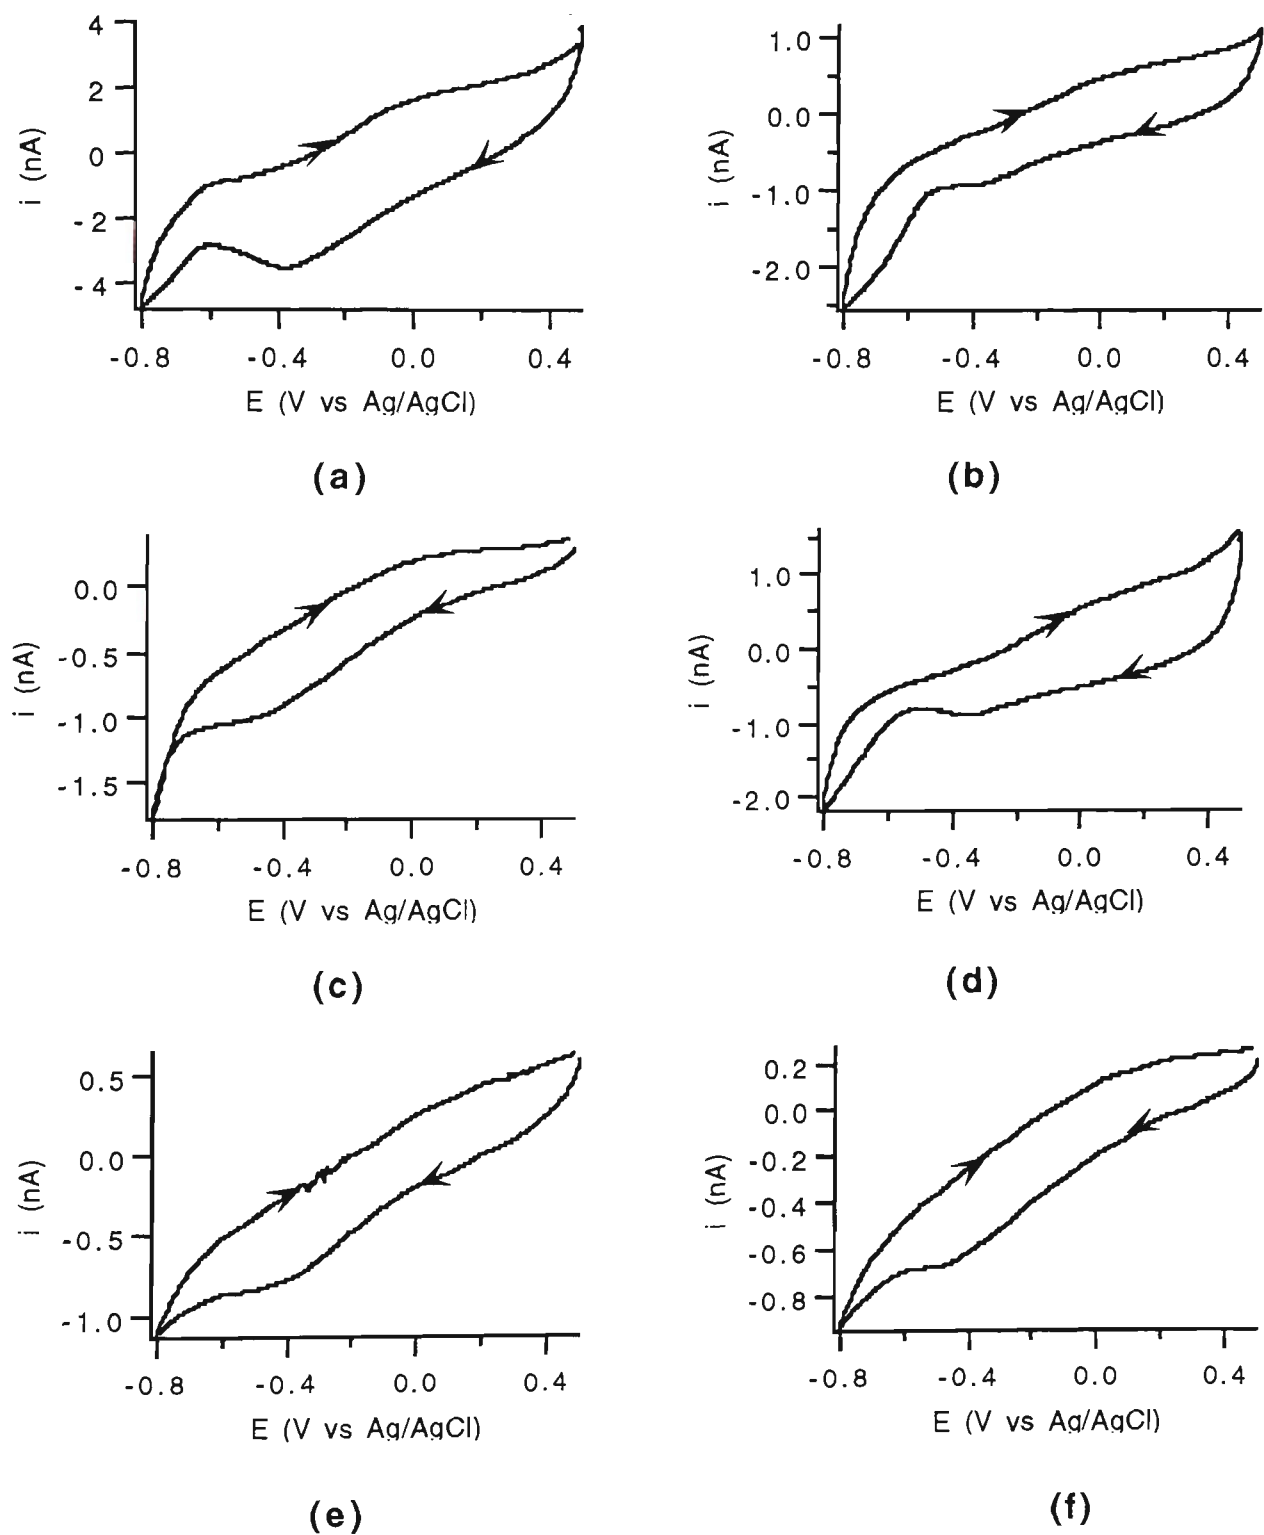 4
2
0
-2
-4
i (nA)
-0.8 -0.4 0.0 0.4
E (V vs Ag/AgCl)
(a)
1.0
0.0
-1.0
-2.0
i (nA)
-0.8 -0.4 0.0 0.4
E (V vs Ag/AgCl)
(b)
0.0
-0.5
-1.0
-1.5
i (nA)
-0.8 -0.4 0.0 0.4
E (V vs Ag/AgCl)
(c)
1.0
0.0
-1.0
-2.0
i (nA)
-0.8 -0.4 0.0 0.4
E (V vs Ag/AgCl)
(d)
0.5
0.0
-0.5
-1.0
i (nA)
-0.8 -0.4 0.0 0.4
E (V vs Ag/AgCl)
(e)
0.2
0.0
-0.2
-0.4
-0.6
-0.8
i (nA)
-0.8 -0.4 0.0 0.4
E (V vs Ag/AgCl)
(f)